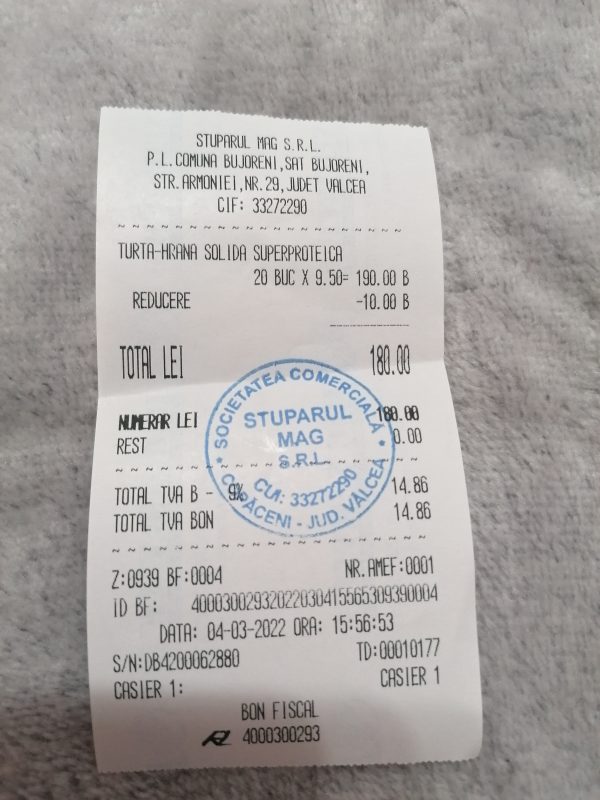 STUPARUL MAG S.R.L.
P.L.COMUNA BUJORENI,SAT BUJORENI,
STR.ARMONIEI,NR.29,JUDET VALCEA
CIF: 33272290
TURTA-HRANA SOLIDA SUPERPROTEICA
20 BUC X 9.50= 190.00 B
REDUCERE -10.00 B
TOTAL LEI 180.00
NUMERAR LEI 180.00
REST 0.00
TOTAL TVA B - 9% 14.86
TOTAL TVA BON 14.86
Z:0939 BF:0004 NR.AMEF:0001
iD BF: 40003002932022030415565309390004
DATA: 04-03-2022 ORA: 15:56:53
S/N:DB4200062880 TD:00010177
CASIER 1: CASIER 1
BON FISCAL
4000300293
SOCIETATEA COMERCIALĂ
STUPARUL
MAG
S.R.L.
CUI: 33272290
COPĂCENI - JUD. VÂLCEA